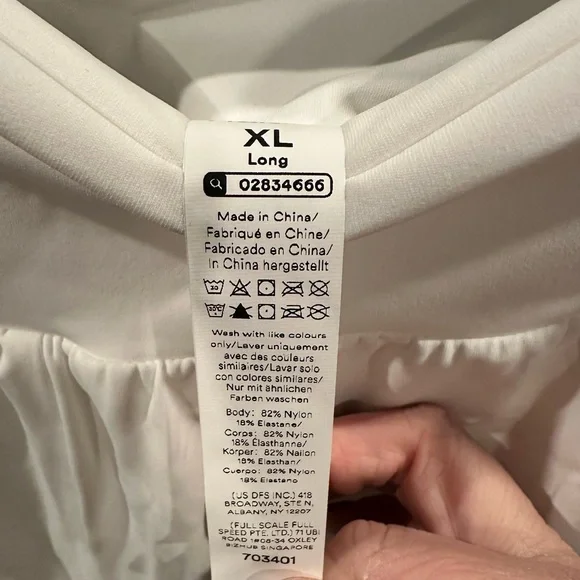 XL
Long
02834666
Made in China/
Fabriqué en Chine/
Fabricado en China/
In China hergestellt
30
30°C
Wash with like colours
only/Laver uniquement
avec des couleurs
similaires/Lavar solo
con colores similares/
Nur mit ähnlichen
Farben waschen
Body: 82% Nylon
18% Elastane/
Corps: 82% Nylon
18% Élasthanne/
Körper: 82% Nailon
18% Elasthan/
Cuerpo: 82% Nylon
18% Elastano
(US DFS INC.) 418
BROADWAY, STE N,
ALBANY, NY 12207
(FULL SCALE FULL
SPEED PTE. LTD.) 71 UBI
ROAD 1#08-34 OXLEY
BIZHUB SINGAPORE
703401